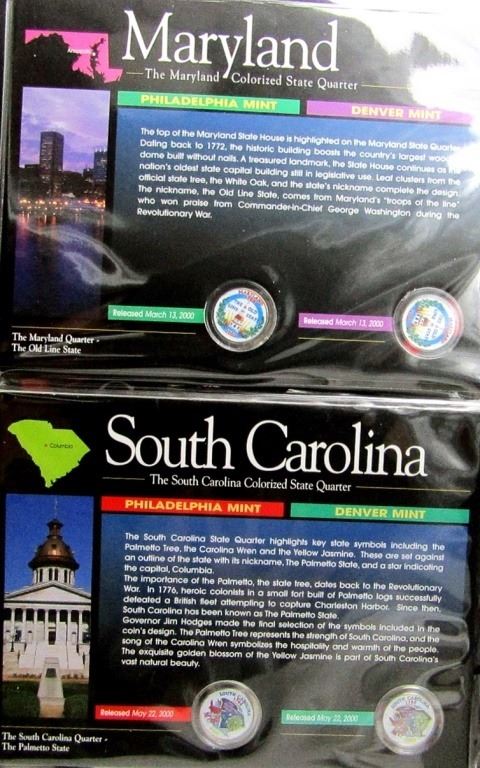 Maryland
Annapolis
The Maryland Colorized State Quarter
PHILADELPHIA MINT
DENVER MINT
The top of the Maryland State House is highlighted on the Maryland State Quarter.
Dating back to 1772, the historic building boasts the country's largest wooden
dome built without nails. A treasured landmark, the State House continues as the
nation's oldest state capital building still in legislative use. Leaf clusters from the
official state tree, the White Oak, and the state's nickname complete the design.
The nickname, the Old Line State, comes from Maryland's "troops of the line"
who won praise from Commander-in-Chief George Washington during the
Revolutionary War.
Released March 13, 2000
Released March 13, 2000
The Maryland Quarter -
The Old Line State
South Carolina
Columbia
The South Carolina Colorized State Quarter
PHILADELPHIA MINT
DENVER MINT
The South Carolina State Quarter highlights key state symbols including the
Palmetto Tree, the Carolina Wren and the Yellow Jasmine. These are set against
an outline of the state with its nickname, The Palmetto State, and a star indicating
the capital, Columbia.
The importance of the Palmetto, the state tree, dates back to the Revolutionary
War. In 1776, heroic colonists in a small fort built of Palmetto logs successfully
defeated a British fleet attempting to capture Charleston Harbor. Since then,
South Carolina has been known as The Palmetto State.
Governor Jim Hodges made the final selection of the symbols included in the
coin's design. The Palmetto Tree represents the strength of South Carolina, and the
song of the Carolina Wren symbolizes the hospitality and warmth of the people.
The exquisite golden blossom of the Yellow Jasmine is part of South Carolina's
vast natural beauty.
Released May 22, 2000
Released May 22, 2000
The South Carolina Quarter -
The Palmetto State